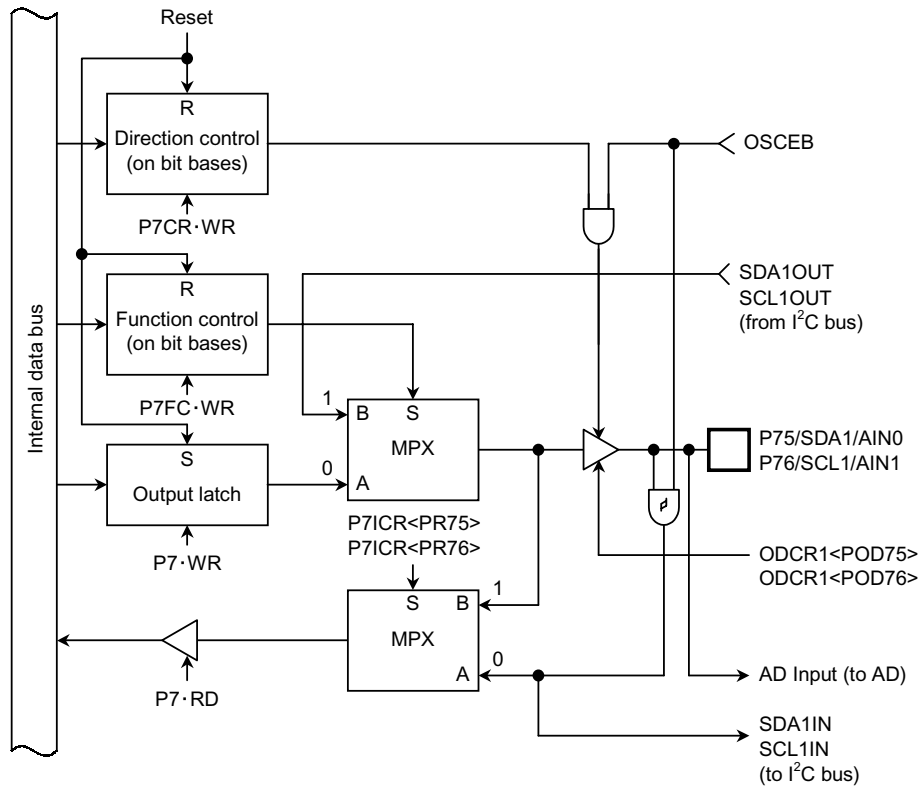 Reset
Internal data bus
R
Direction control
(on bit bases)
P7CR·WR
OSCEB
R
Function control
(on bit bases)
P7FC·WR
SDA1OUT
SCL1OUT
(from I²C bus)
S
Output latch
P7·WR
1
B
S
MPX
0
A
P75/SDA1/AIN0
P76/SCL1/AIN1
P7ICR<PR75>
P7ICR<PR76>
ODCR1<POD75>
ODCR1<POD76>
S
B
1
MPX
A
0
P7·RD
AD Input (to AD)
SDA1IN
SCL1IN
(to I²C bus)